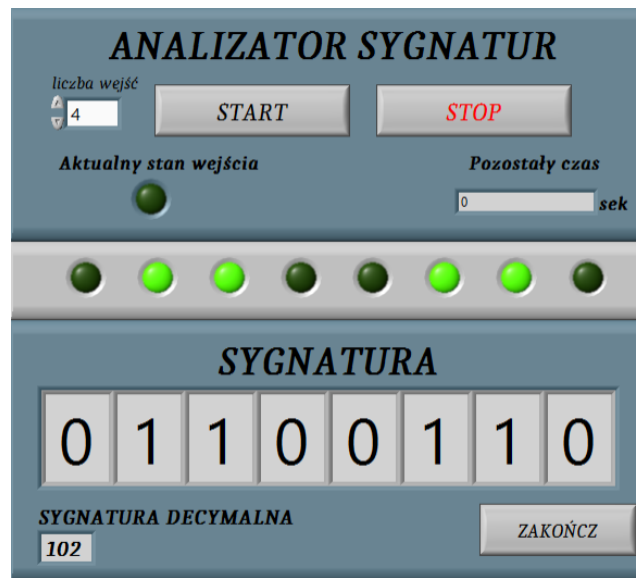 ANALIZATOR SYGNATUR
liczba wejść
4
START
STOP
Aktualny stan wejścia
Pozostały czas
0
sek
SYGNATURA
0 1 1 0 0 1 1 0
SYGNATURA DECYMALNA
102
ZAKOŃCZ